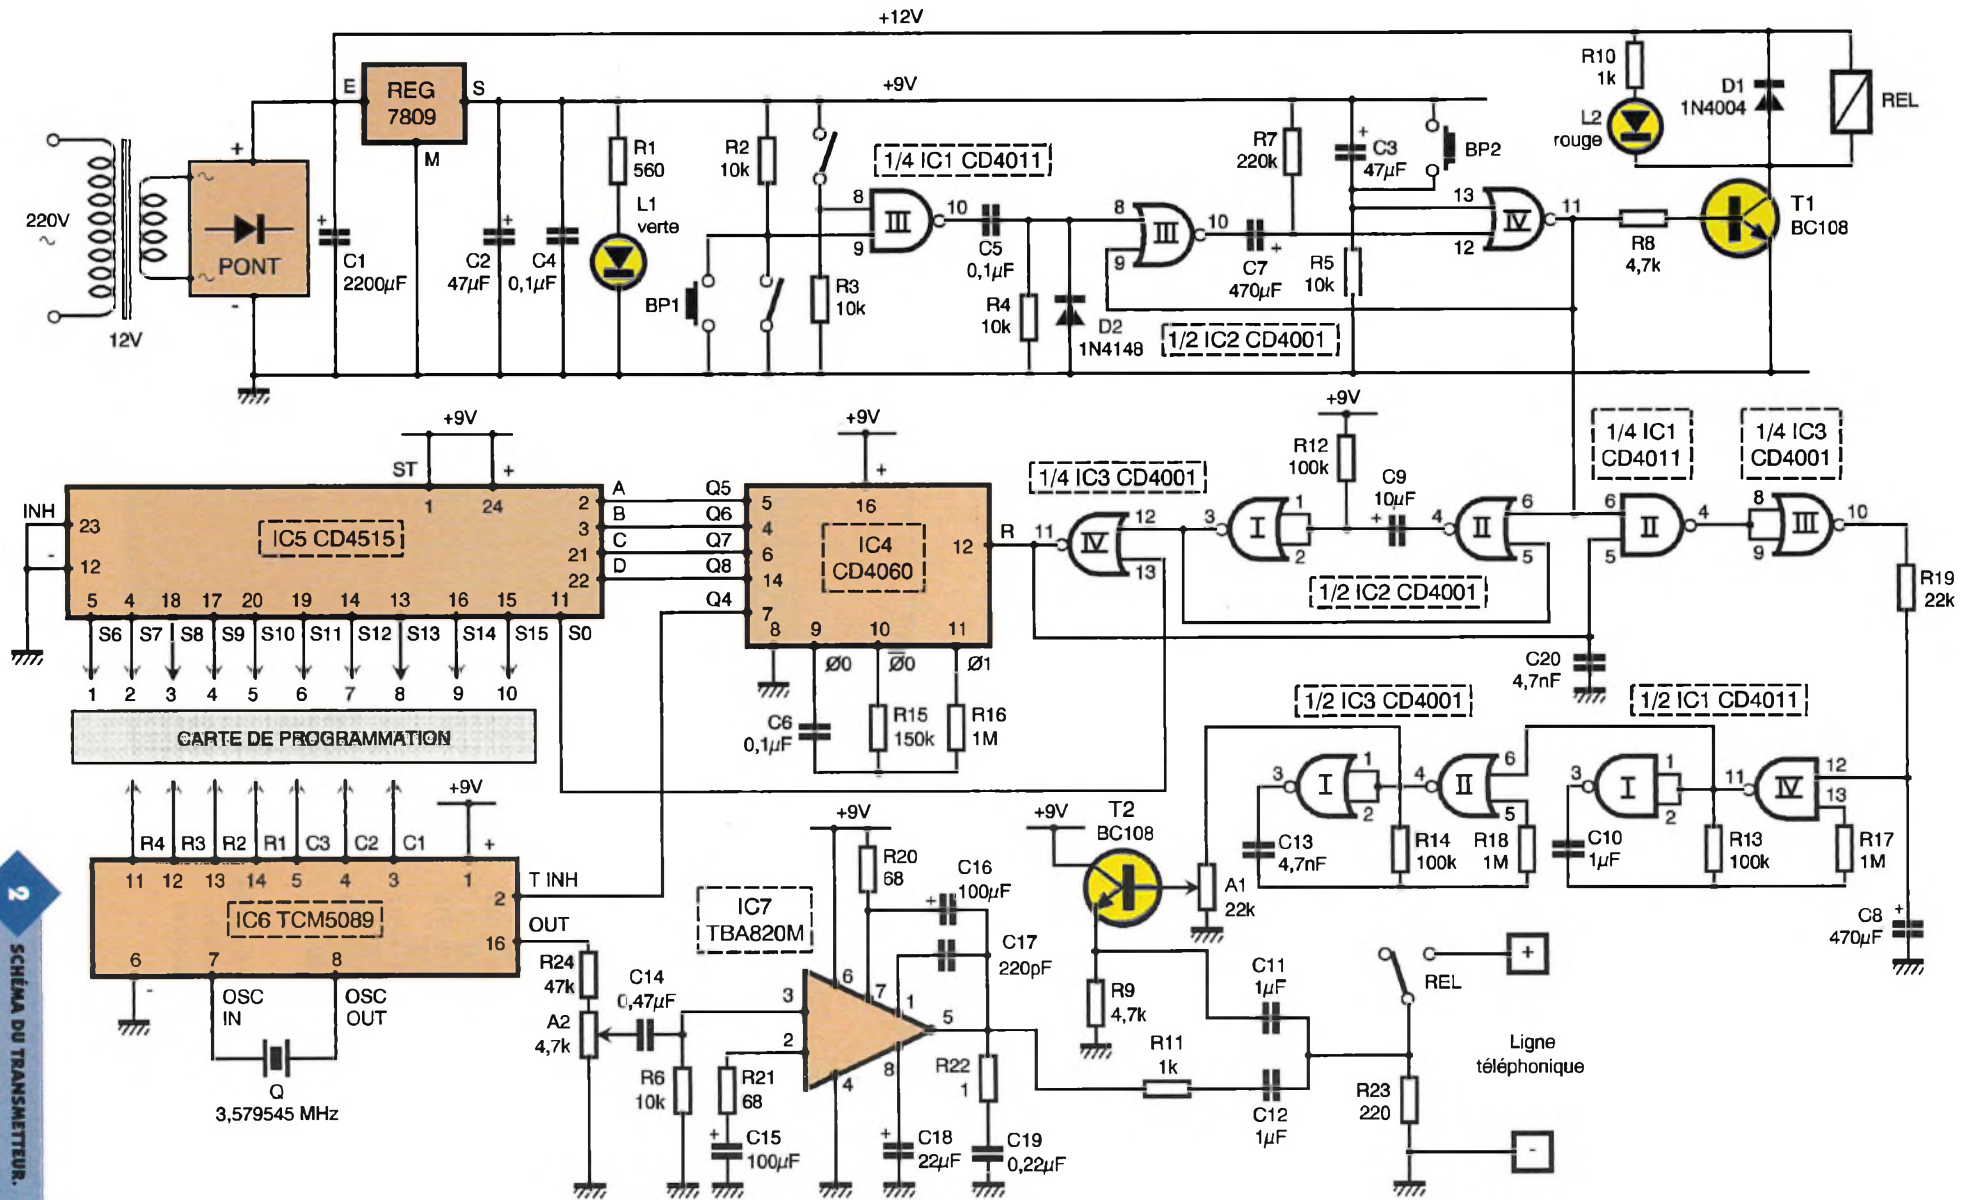 +12V
220V
~
12V
PONT
+
-
~
~
C1
2200µF
E
REG
7809
S
M
C2
47µF
C4
0,1µF
+9V
R1
560
L1
verte
R2
10k
BP1
R3
10k
1/4 IC1 CD4011
8
9
III
10
C5
0,1µF
R4
10k
D2
1N4148
8
9
III
10
C7
470µF
1/2 IC2 CD4001
R7
220k
R5
10k
C3
47µF
BP2
13
12
IV
11
R8
4,7k
R10
1k
L2
rouge
D1
1N4004
REL
T1
BC108
+9V
ST
+
INH
23
-
12
1
24
IC5 CD4515
2
3
21
22
11
A
B
C
D
5
4
18
17
20
19
14
13
16
15
S6
S7
S8
S9
S10
S11
S12
S13
S14
S15
S0
1
2
3
4
5
6
7
8
9
10
CARTE DE PROGRAMMATION
Q5
Q6
Q7
Q8
Q4
+9V
+
16
5
4
6
14
7
IC4
CD4060
12
R
8
9
10
11
Ø0
Ø0
Ø1
C6
0,1µF
R15
150k
R16
1M
1/4 IC3 CD4001
11
IV
12
13
3
I
1
2
+9V
R12
100k
C9
10µF
+
4
II
6
5
1/2 IC2 CD4001
1/4 IC1
CD4011
6
5
II
4
1/4 IC3
CD4001
8
9
III
10
R19
22k
C20
4,7nF
1/2 IC3 CD4001
1/2 IC1 CD4011
3
I
1
2
4
II
6
5
3
I
1
2
11
IV
12
13
C13
4,7nF
R14
100k
R18
1M
C10
1µF
R13
100k
R17
1M
C8
470µF
+
+9V
R4
R3
R2
R1
C3
C2
C1
+
11
12
13
14
5
4
3
1
2
T INH
IC6 TCM5089
OUT
16
6
-
7
8
OSC
IN
OSC
OUT
Q
3,579545 MHz
R24
47k
A2
4,7k
C14
0,47µF
R6
10k
R21
68
C15
100µF
+
IC7
TBA820M
+9V
R20
68
C16
100µF
C17
220pF
3
2
6
7
1
5
8
4
C18
22µF
+
R22
1
C19
0,22µF
+9V
T2
BC108
A1
22k
R9
4,7k
R11
1k
C11
1µF
C12
1µF
REL
+
Ligne
téléphonique
R23
220
-
2
SCHÉMA DU TRANSMETTEUR.